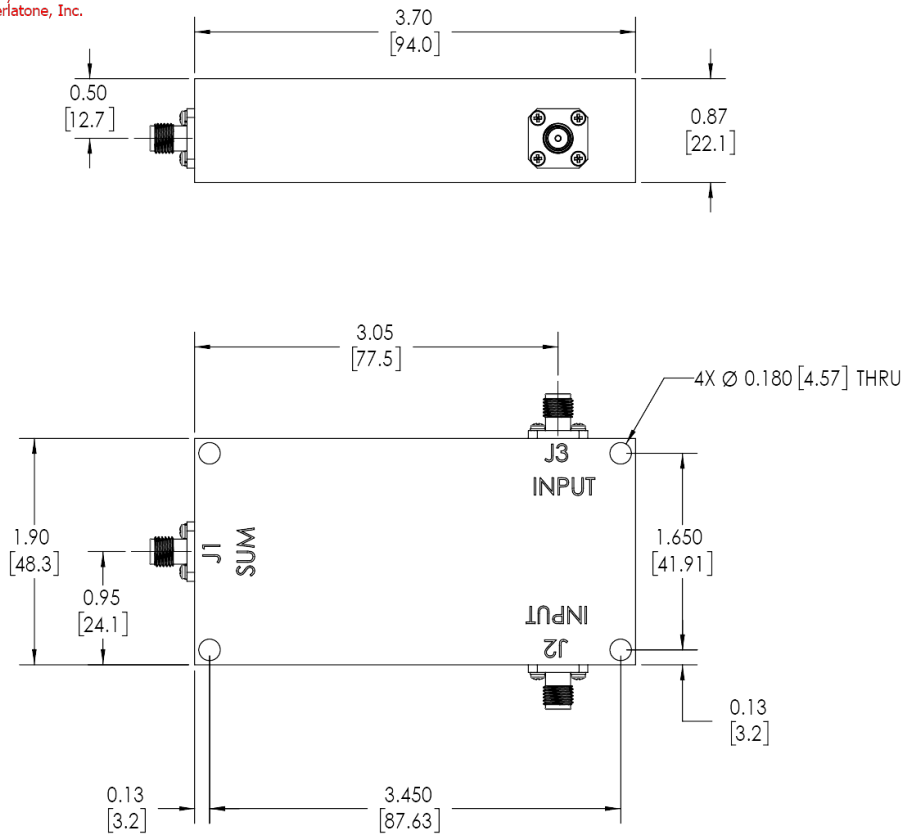 Inc.
3.70
[94.0]
0.50
[12.7]
0.87
[22.1]
3.05
[77.5]
4X Ø 0.180 [4.57] THRU
J3
INPUT
1.90
[48.3]
J1
SUM
1.650
[41.91]
0.95
[24.1]
INPUT
J2
0.13
[3.2]
0.13
[3.2]
3.450
[87.63]